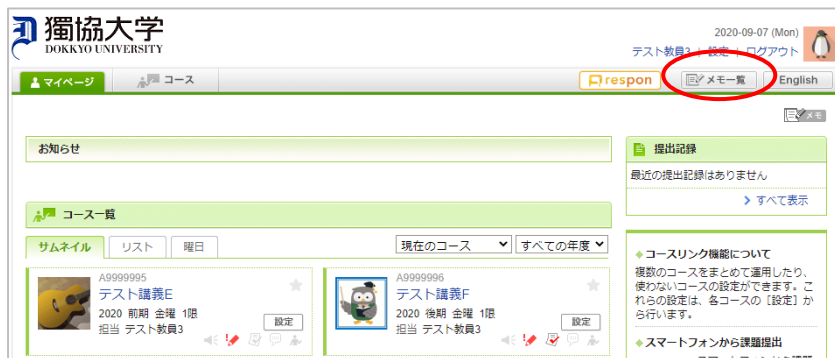 獨協大学
DOKKYO UNIVERSITY
2020-09-07 (Mon)
テスト教員3 | 設定 | ログアウト
マイページ
コース
respon
メモ一覧
English
メモ
お知らせ
提出記録
最近の提出記録はありません
すべて表示
コース一覧
サムネイル
リスト
曜日
現在のコース
すべての年度
A9999995
テスト講義E
2020 前期 金曜 1限
担当 テスト教員3
設定
A9999996
テスト講義F
2020 後期 金曜 1限
担当 テスト教員3
設定
コースリンク機能について
複数のコースをまとめて運用したり、
使わないコースの設定ができます。こ
れらの設定は、各コースの［設定］か
ら行います。
スマートフォンから課題提出